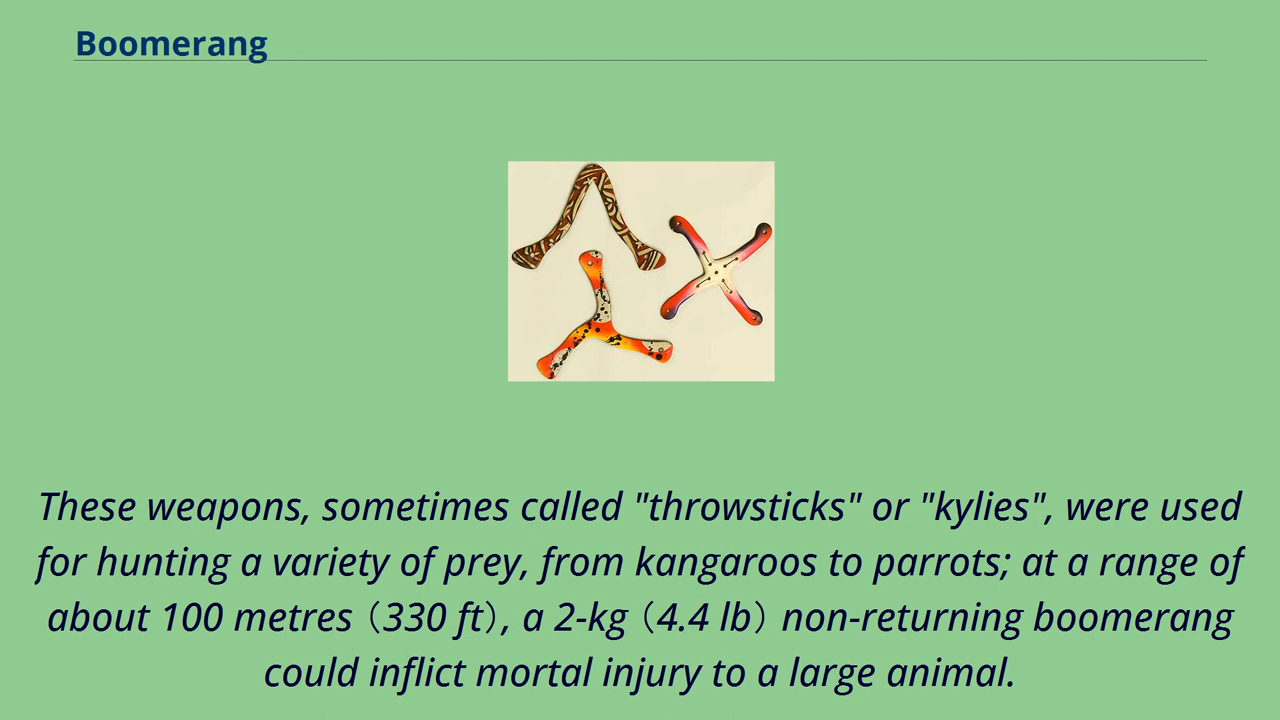 Boomerang
These weapons, sometimes called "throwsticks" or "kylies", were used
for hunting a variety of prey, from kangaroos to parrots; at a range of
about 100 metres（330 ft）, a 2-kg（4.4 lb）non-returning boomerang
could inflict mortal injury to a large animal.